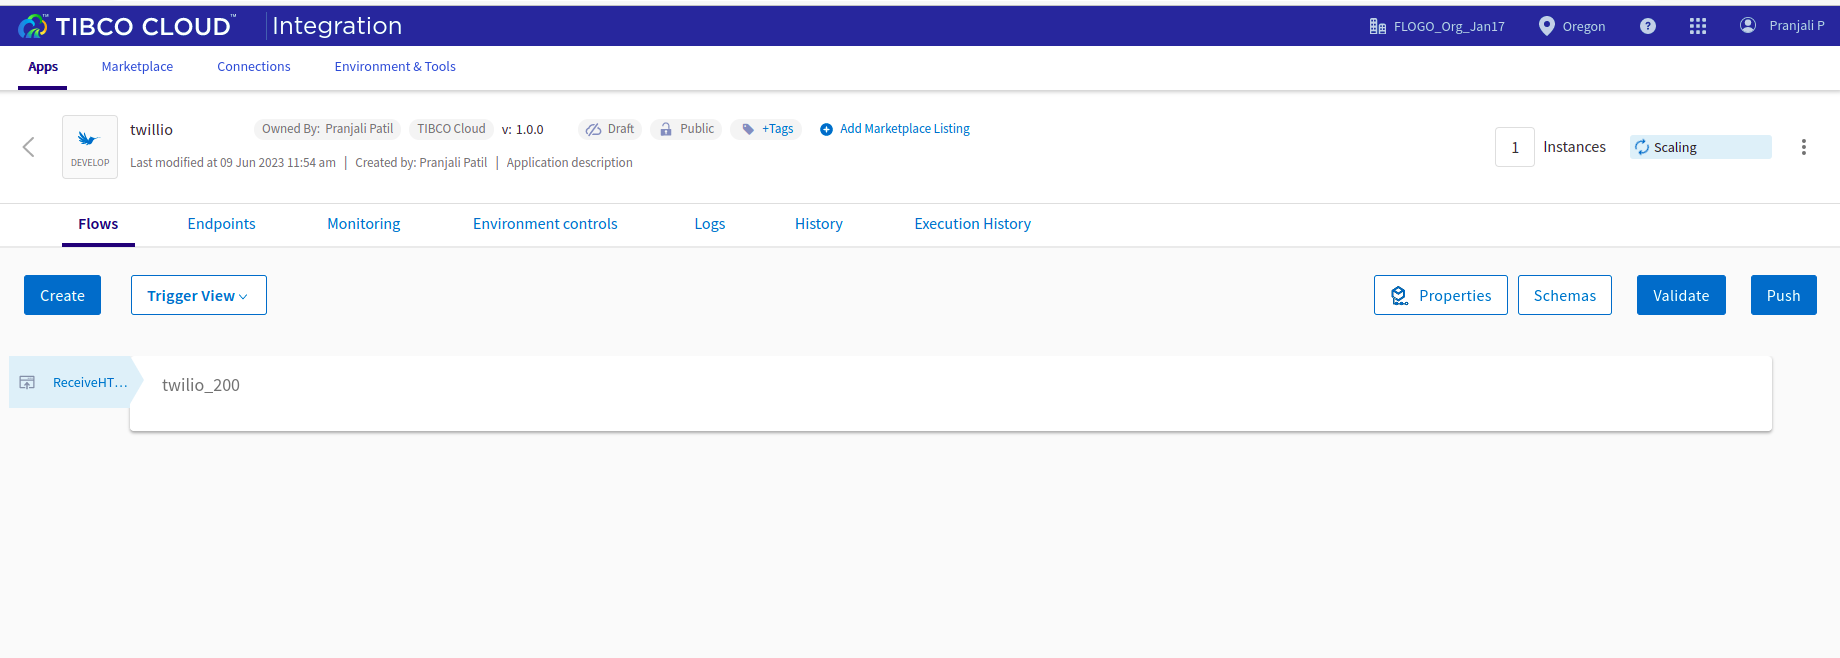 TIBCO CLOUD™ Integration FLOGO_Org_Jan17 Oregon ? Pranjali P
Apps Marketplace Connections Environment & Tools
twillio Owned By: Pranjali Patil TIBCO Cloud v: 1.0.0 Draft Public +Tags Add Marketplace Listing
DEVELOP
Last modified at 09 Jun 2023 11:54 am | Created by: Pranjali Patil | Application description
1 Instances Scaling
Flows Endpoints Monitoring Environment controls Logs History Execution History
Create Trigger View Properties Schemas Validate Push
ReceiveHT... twilio_200